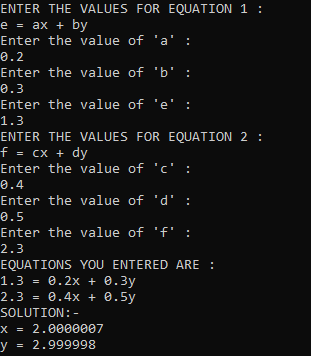 ENTER THE VALUES FOR EQUATION 1 :
e = ax + by
Enter the value of 'a' :
0.2
Enter the value of 'b' :
0.3
Enter the value of 'e' :
1.3
ENTER THE VALUES FOR EQUATION 2 :
f = cx + dy
Enter the value of 'c' :
0.4
Enter the value of 'd' :
0.5
Enter the value of 'f' :
2.3
EQUATIONS YOU ENTERED ARE :
1.3 = 0.2x + 0.3y
2.3 = 0.4x + 0.5y
SOLUTION:-
x = 2.0000007
y = 2.999998